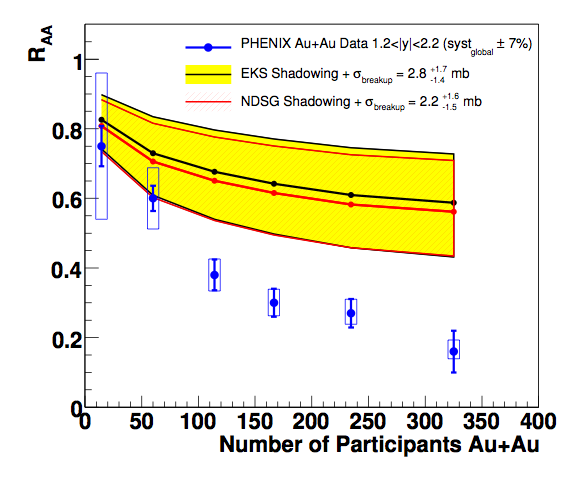 R_AA
PHENIX Au+Au Data 1.2<|y|<2.2 (syst_global ± 7%)
EKS Shadowing + σ_breakup = 2.8 +1.7 -1.4 mb
NDSG Shadowing + σ_breakup = 2.2 +1.6 -1.5 mb
1
0.8
0.6
0.4
0.2
0
0 50 100 150 200 250 300 350 400
Number of Participants Au+Au